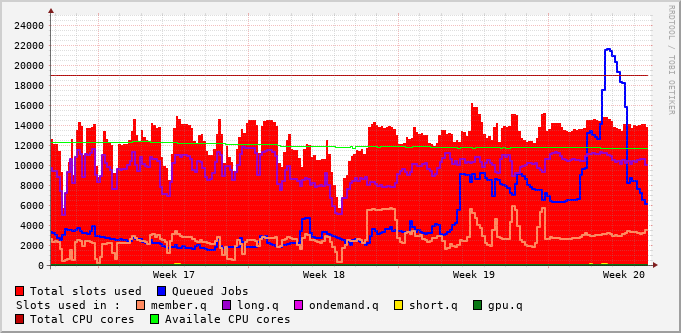 RRDTOOL / TOBI OETIKER
24000
22000
20000
18000
16000
14000
12000
10000
8000
6000
4000
2000
0
Week 17 Week 18 Week 19 Week 20
Total slots used Queued Jobs
Slots used in : member.q long.q ondemand.q short.q gpu.q
Total CPU cores Availale CPU cores